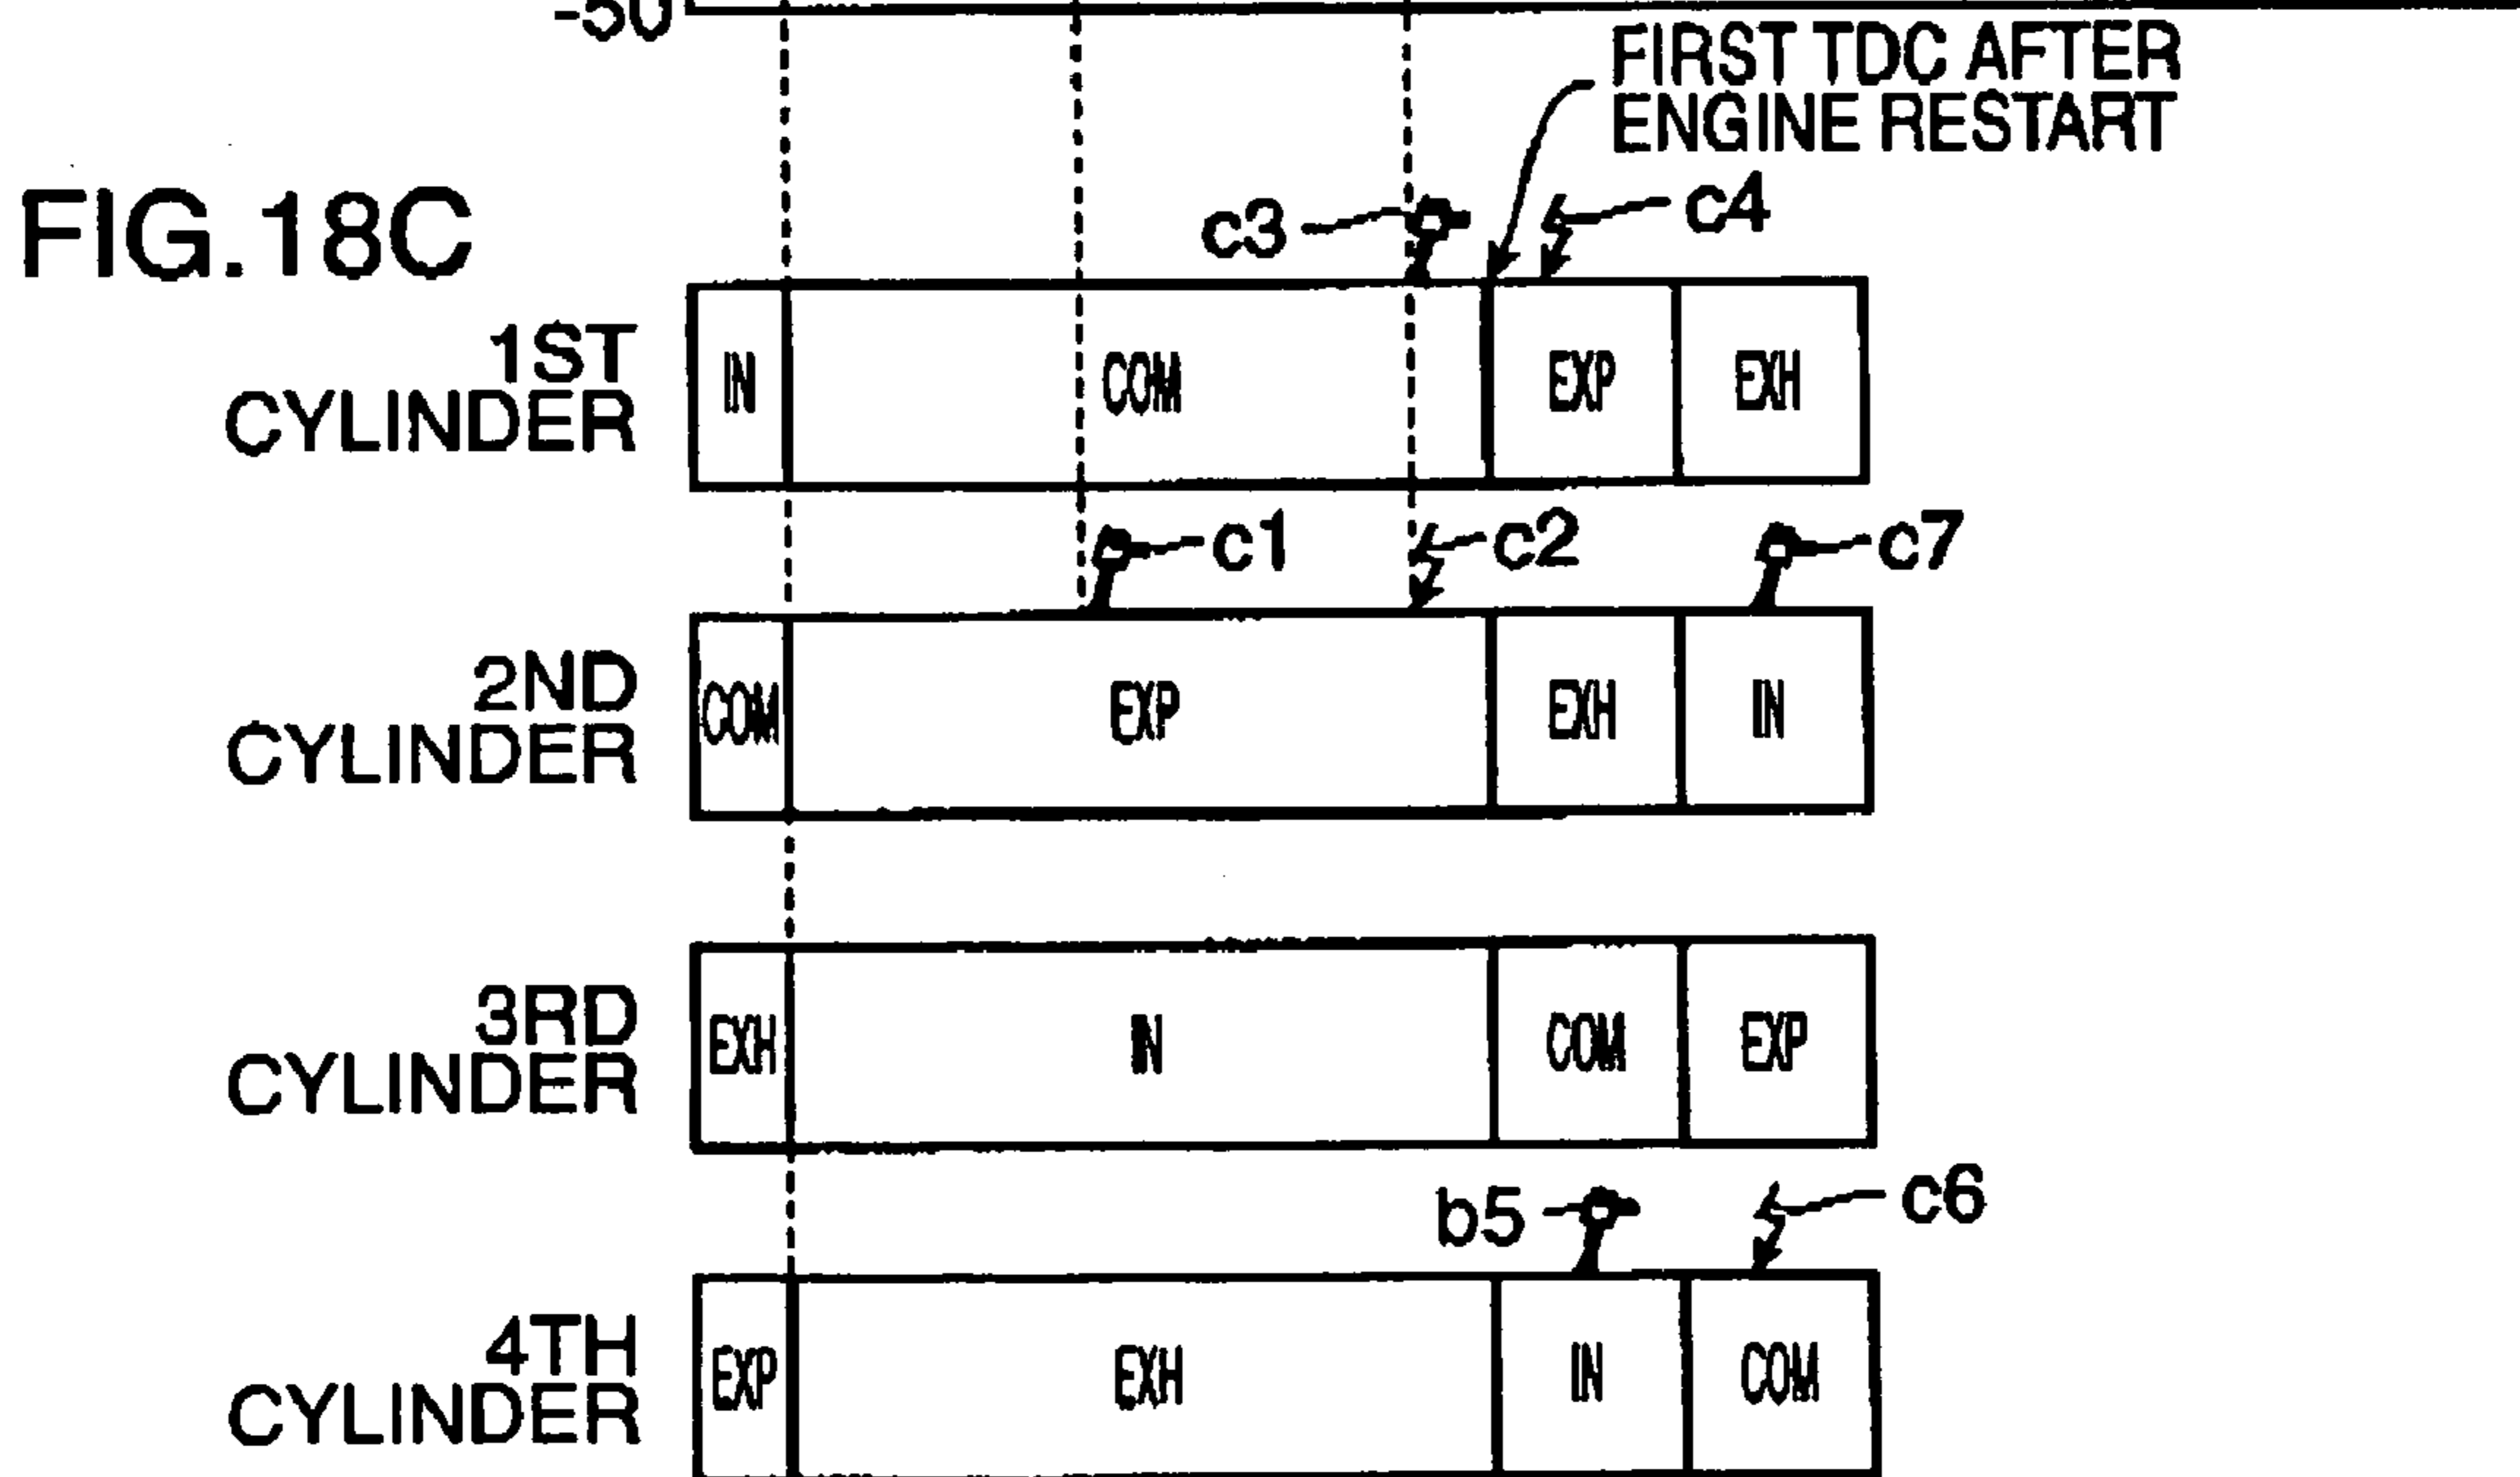 -50
FIRST TDC AFTER
ENGINE RESTART
FIG.18C
c3
c4
1ST
CYLINDER
IN
COM
EXP
EXH
c1
c2
c7
2ND
CYLINDER
COM
EXP
EXH
IN
3RD
CYLINDER
EXH
IN
COM
EXP
b5
c6
4TH
CYLINDER
EXP
EXH
IN
COM